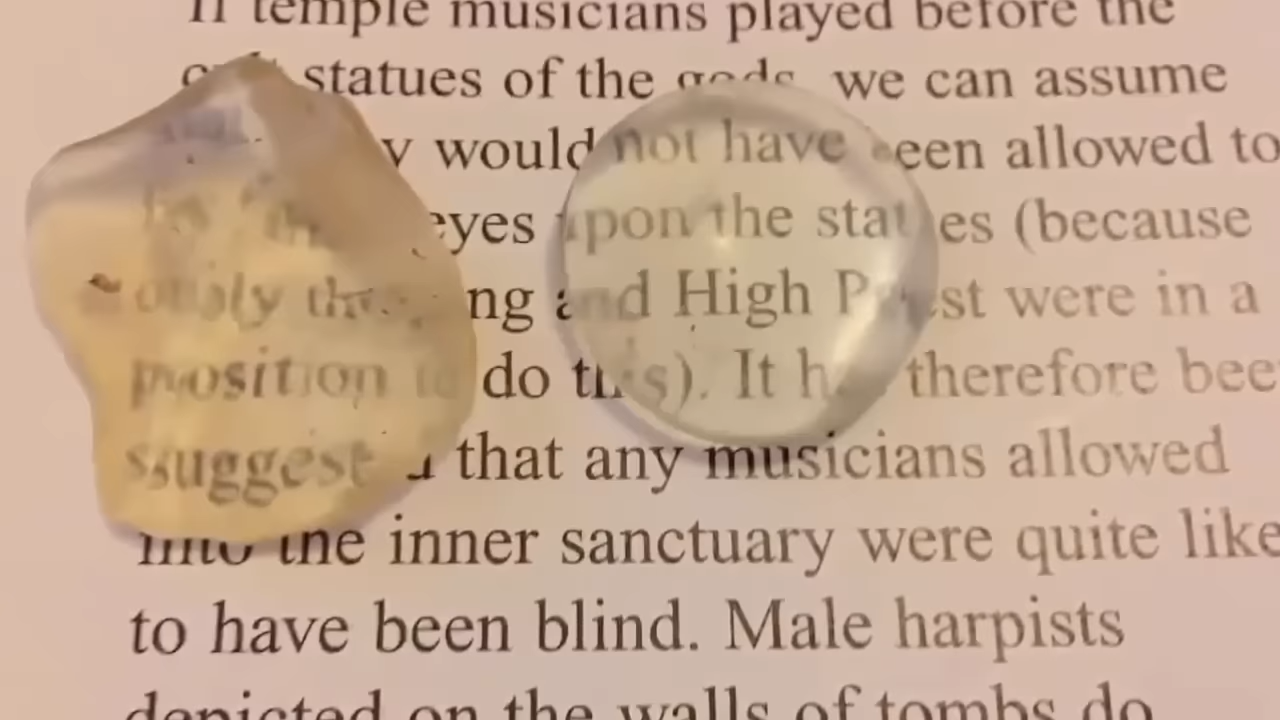 If temple musicians played before the
cult statues of the gods, we can assume
would not have been allowed to
eyes upon the statues (because
ng and High Priest were in a
position to do this). It has therefore bee
suggest d that any musicians allowed
into the inner sanctuary were quite like
to have been blind. Male harpists
depicted on the walls of tombs do